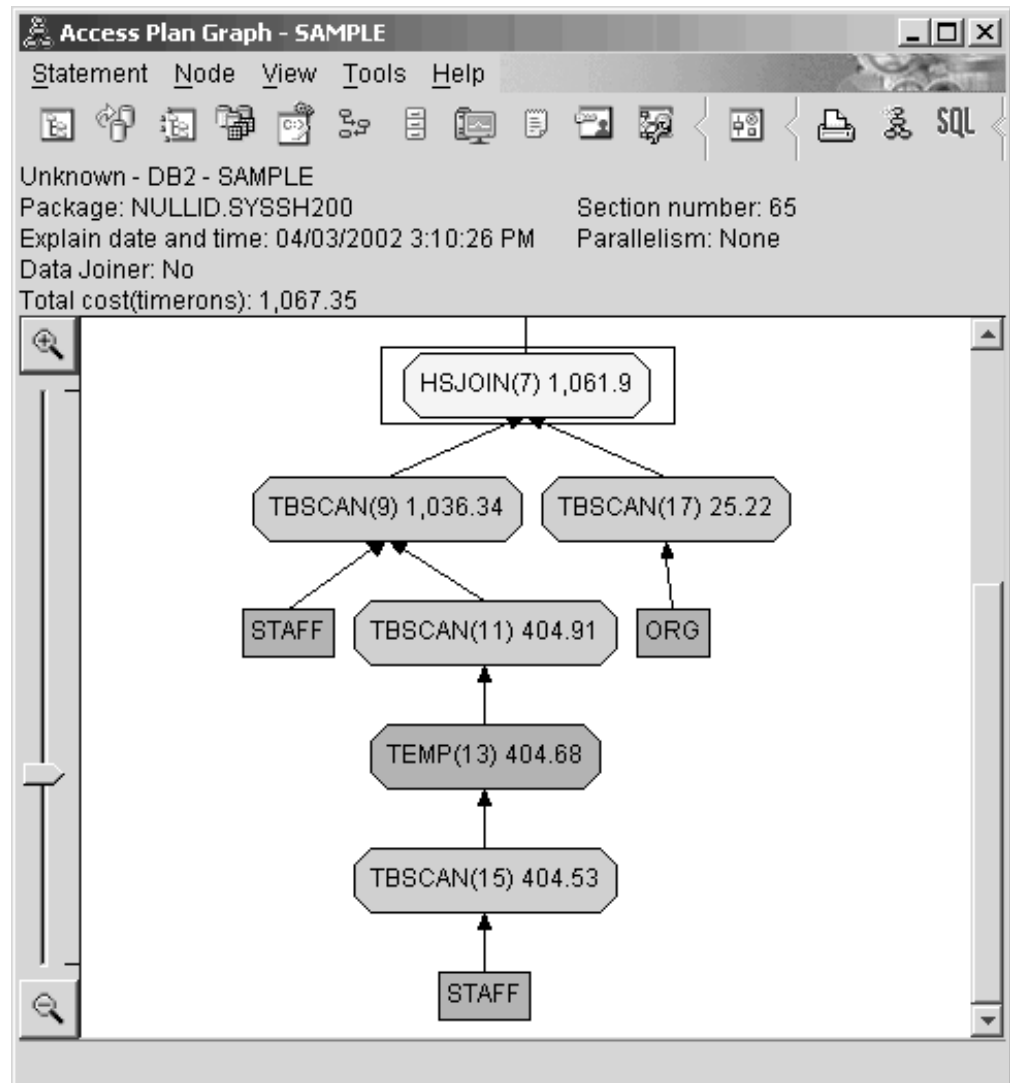 Access Plan Graph - SAMPLE
Statement Node View Tools Help
SQL
Unknown - DB2 - SAMPLE
Package: NULLID.SYSSH200 Section number: 65
Explain date and time: 04/03/2002 3:10:26 PM Parallelism: None
Data Joiner: No
Total cost(timerons): 1,067.35
HSJOIN(7) 1,061.9
TBSCAN(9) 1,036.34 TBSCAN(17) 25.22
STAFF TBSCAN(11) 404.91 ORG
TEMP(13) 404.68
TBSCAN(15) 404.53
STAFF